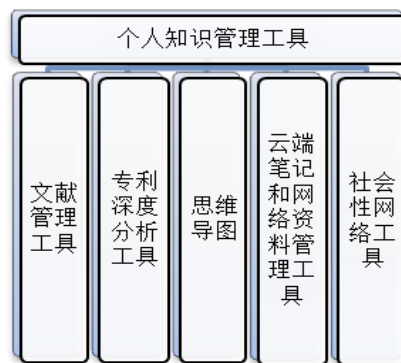 个人知识管理工具
文献
管理
工具
专利
深度
分析
工具
思维
导图
云端
笔记
和网
络资
料管
理工
具
社会
性网
络工
具